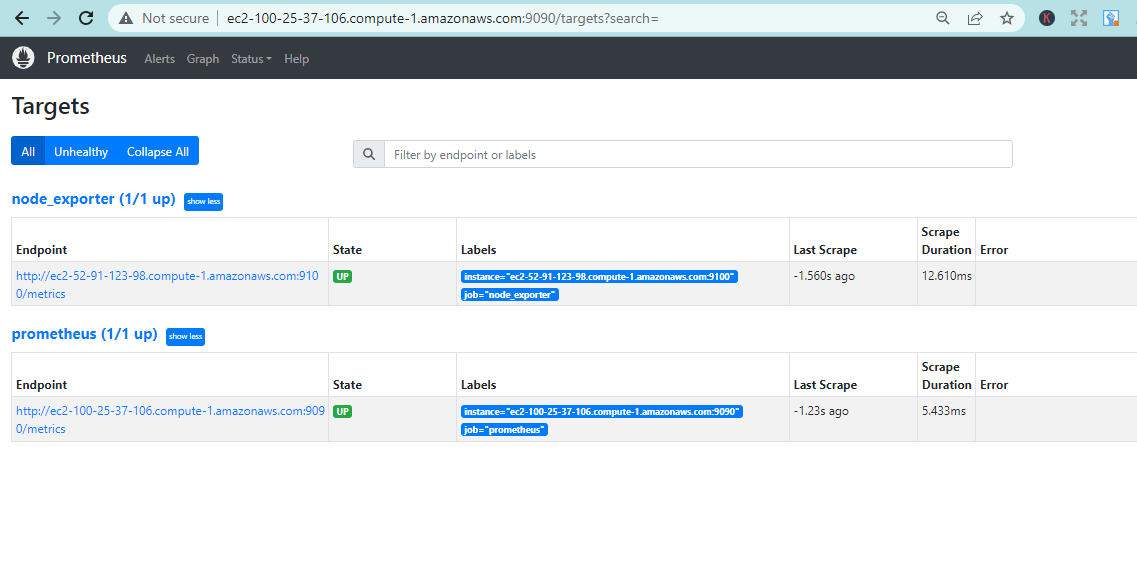 Not secure | ec2-100-25-37-106.compute-1.amazonaws.com:9090/targets?search=
K
Prometheus Alerts Graph Status Help
Targets
All Unhealthy Collapse All
Filter by endpoint or labels
node_exporter (1/1 up) show less
Endpoint State Labels Last Scrape Scrape Duration Error
http://ec2-52-91-123-98.compute-1.amazonaws.com:910
0/metrics
UP
instance="ec2-52-91-123-98.compute-1.amazonaws.com:9100"
job="node_exporter"
-1.560s ago
12.610ms
prometheus (1/1 up) show less
Endpoint State Labels Last Scrape Scrape Duration Error
http://ec2-100-25-37-106.compute-1.amazonaws.com:909
0/metrics
UP
instance="ec2-100-25-37-106.compute-1.amazonaws.com:9090"
job="prometheus"
-1.23s ago
5.433ms